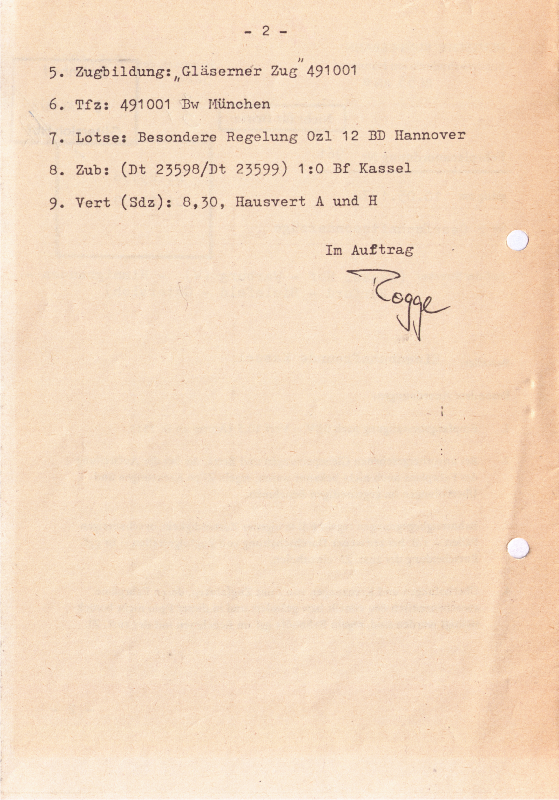 - 2 -
5. Zugbildung: „Gläserner Zug" 491001
6. Tfz: 491001 Bw München
7. Lotse: Besondere Regelung Ozl 12 BD Hannover
8. Zub: (Dt 23598/Dt 23599) 1:0 Bf Kassel
9. Vert (Sdz): 8,30, Hausvert A und H
Im Auftrag
Rogge